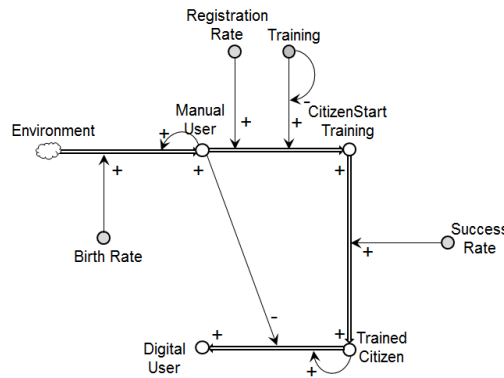 Registration
Rate
Training
+
+
-
Manual
User
CitizenStart
Training
Environment
+
+
+
+
Birth Rate
+
Success
Rate
-
+
+
Digital
User
+
Trained
Citizen